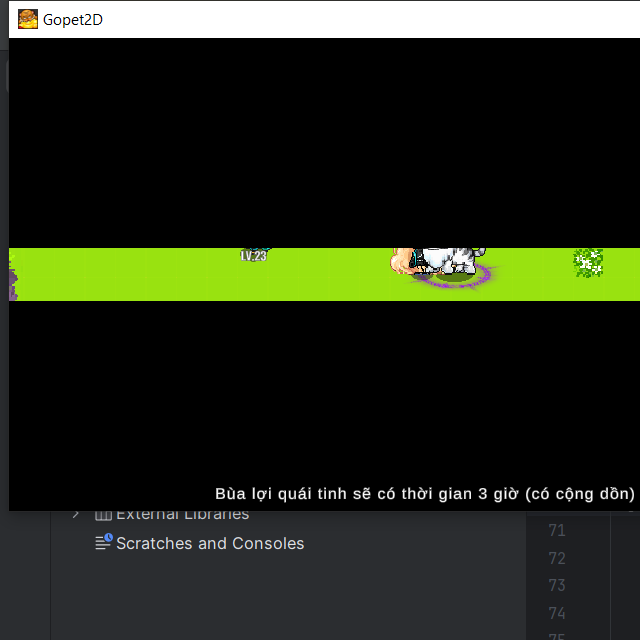 Gopet2D
LV.23
Bùa lợi quái tinh sẽ có thời gian 3 giờ (có cộng dồn)
External Libraries
Scratches and Consoles
71
72
73
74
75